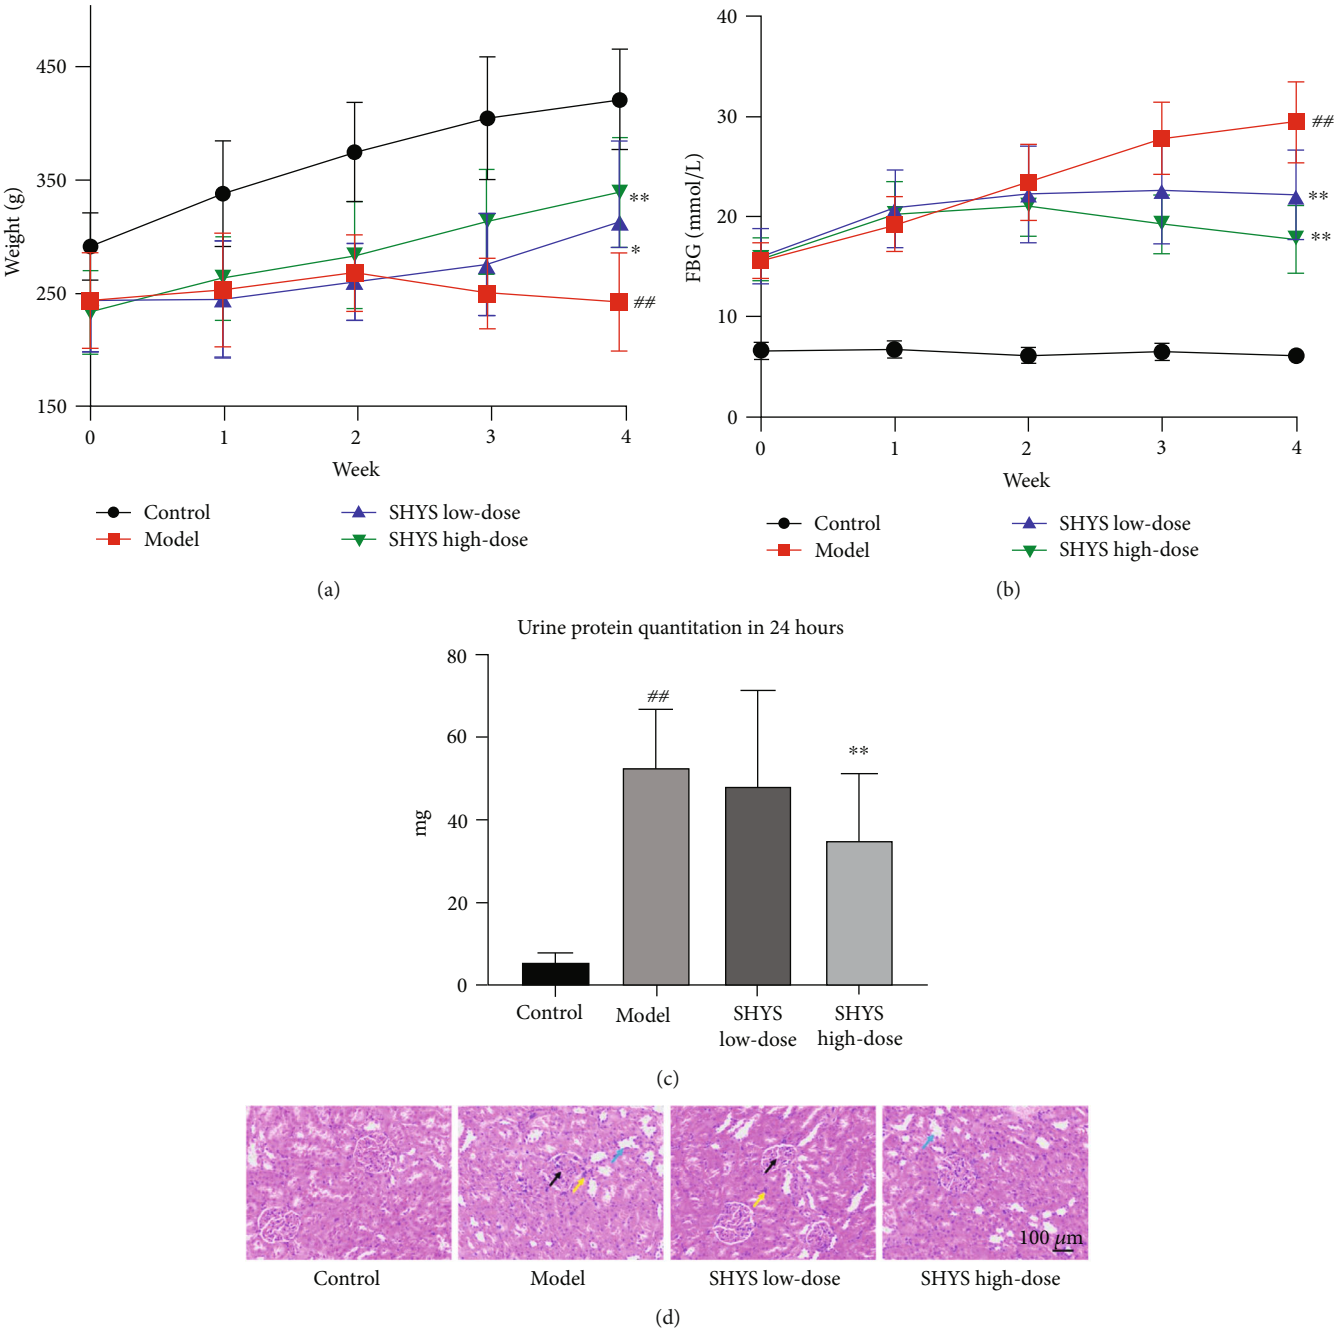 450
350
250
150
Weight (g)
0 1 2 3 4
Week
** 
*
##
Control
Model
SHYS low-dose
SHYS high-dose
(a)
40
30
20
10
0
FBG (mmol/L)
0 1 2 3 4
Week
##
**
**
Control
Model
SHYS low-dose
SHYS high-dose
(b)
Urine protein quantitation in 24 hours
80
60
40
20
0
mg
##
**
Control
Model
SHYS
low-dose
SHYS
high-dose
(c)
100 μm
Control
Model
SHYS low-dose
SHYS high-dose
(d)